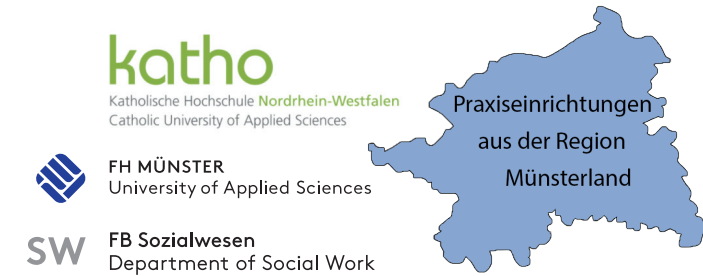 katho
Katholische Hochschule Nordrhein-Westfalen
Catholic University of Applied Sciences
FH MÜNSTER
University of Applied Sciences
SW
FB Sozialwesen
Department of Social Work
Praxiseinrichtungen
aus der Region
Münsterland